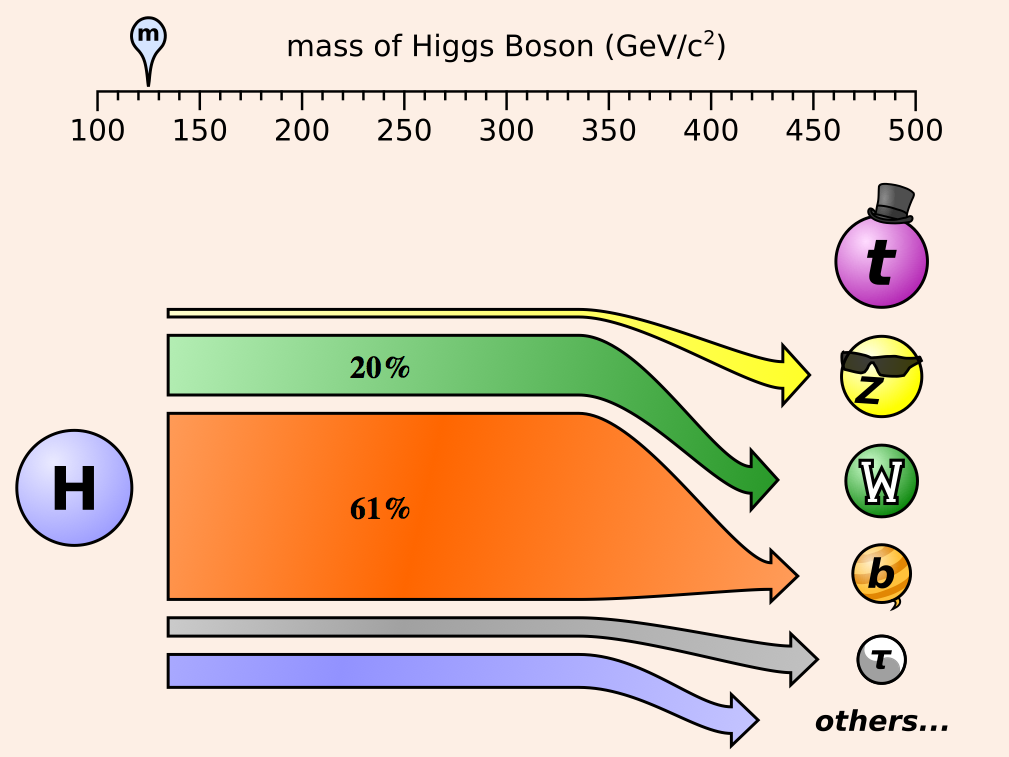 m
mass of Higgs Boson (GeV/c²)
100 150 200 250 300 350 400 450 500
t
Z
20%
W
H
61%
b
τ
others...